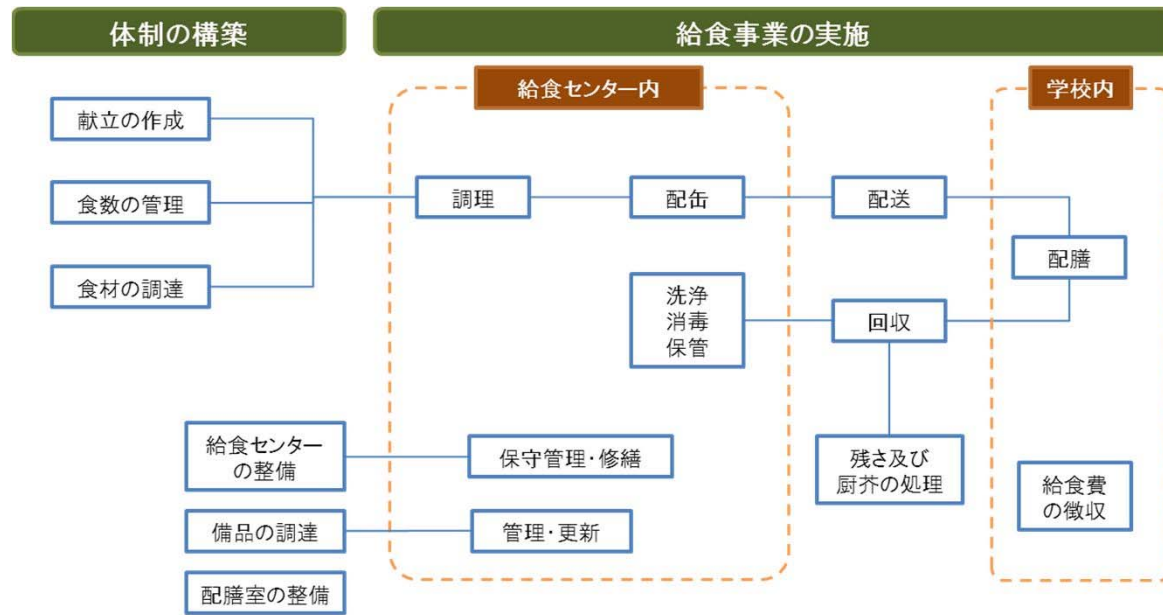 体制の構築
給食事業の実施
給食センター内
学校内
献立の作成
食数の管理
食材の調達
調理
配缶
配送
配膳
洗浄
消毒
保管
回収
給食センター
の整備
保守管理・修繕
残さ及び
厨芥の処理
給食費
の徴収
備品の調達
管理・更新
配膳室の整備